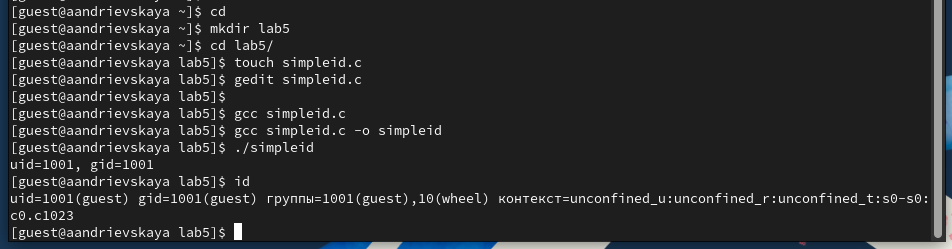 [guest@aandrievskaya ~]$ cd
[guest@aandrievskaya ~]$ mkdir lab5
[guest@aandrievskaya ~]$ cd lab5/
[guest@aandrievskaya lab5]$ touch simpleid.c
[guest@aandrievskaya lab5]$ gedit simpleid.c
[guest@aandrievskaya lab5]$
[guest@aandrievskaya lab5]$ gcc simpleid.c
[guest@aandrievskaya lab5]$ gcc simpleid.c -o simpleid
[guest@aandrievskaya lab5]$ ./simpleid
uid=1001, gid=1001
[guest@aandrievskaya lab5]$ id
uid=1001(guest) gid=1001(guest) группы=1001(guest),10(wheel) контекст=unconfined_u:unconfined_r:unconfined_t:s0-s0:
c0.c1023
[guest@aandrievskaya lab5]$